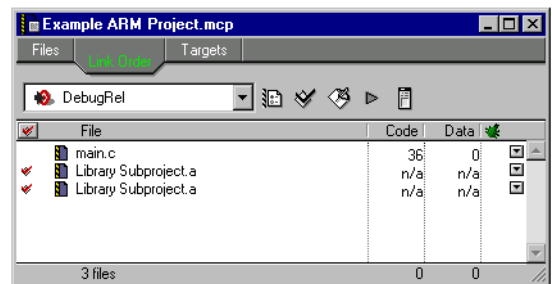 Example ARM Project.mcp
Files Link Order Targets
DebugRel
File Code Data
main.c 36 0
Library Subproject.a n/a n/a
Library Subproject.a n/a n/a
3 files 0 0